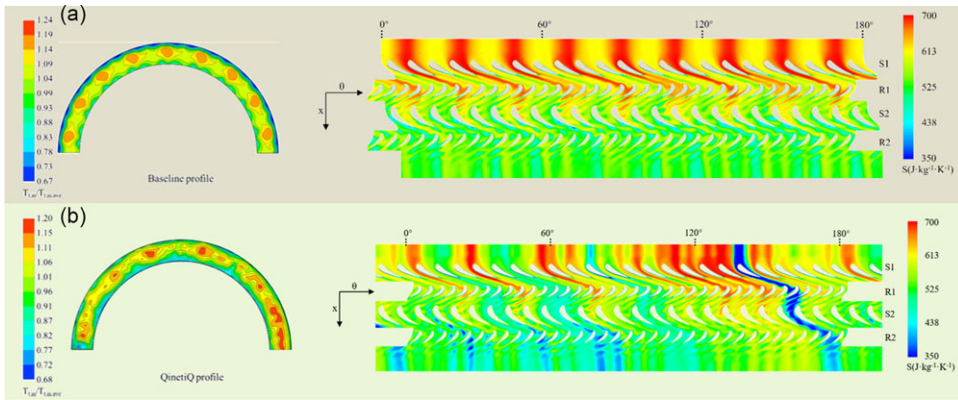 (a)
1.24
1.19
1.14
1.09
1.04
0.99
0.93
0.88
0.83
0.78
0.73
0.67
Baseline profile
0° 60° 120° 180°
θ
x
S1
R1
S2
R2
700
613
525
438
350
S(J·kg⁻¹·K⁻¹)
(b)
1.20
1.15
1.10
1.06
1.01
0.96
0.91
0.87
0.82
0.77
0.72
0.68
QinetiQ profile
0° 60° 120° 180°
θ
x
S1
R1
S2
R2
700
613
525
438
350
S(J·kg⁻¹·K⁻¹)